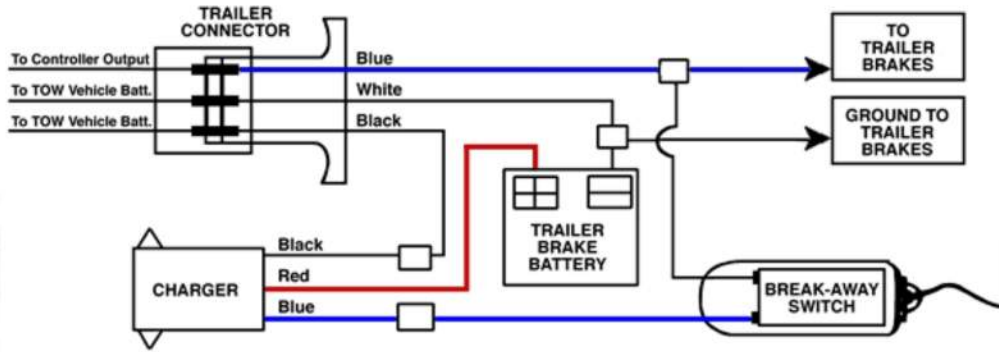 TRAILER
CONNECTOR
To Controller Output
To TOW Vehicle Batt.
To TOW Vehicle Batt.
Blue
White
Black
TO
TRAILER
BRAKES
GROUND TO
TRAILER
BRAKES
TRAILER
BRAKE
BATTERY
CHARGER
Black
Red
Blue
BREAK-AWAY
SWITCH